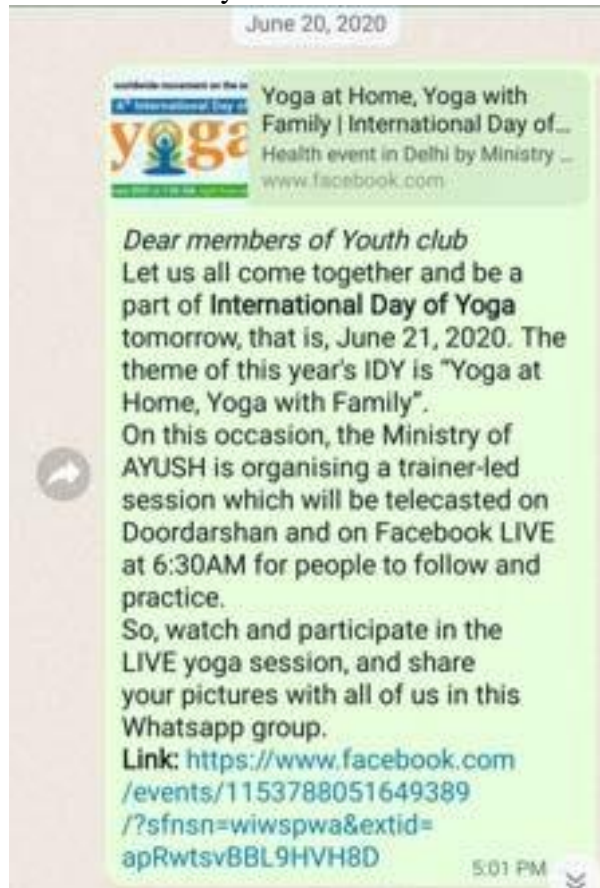 June 20, 2020
Yoga at Home, Yoga with
Family | International Day of...
Health event in Delhi by Ministry ...
www.facebook.com
yoga
Dear members of Youth club
Let us all come together and be a
part of International Day of Yoga
tomorrow, that is, June 21, 2020. The
theme of this year's IDY is "Yoga at
Home, Yoga with Family".
On this occasion, the Ministry of
AYUSH is organising a trainer-led
session which will be telecasted on
Doordarshan and on Facebook LIVE
at 6:30AM for people to follow and
practice.
So, watch and participate in the
LIVE yoga session, and share
your pictures with all of us in this
Whatsapp group.
Link: https://www.facebook.com
/events/1153788051649389
/?sfnsn=wiwspwa&extid=
apRwtsvBBL9HVH8D
5:01 PM